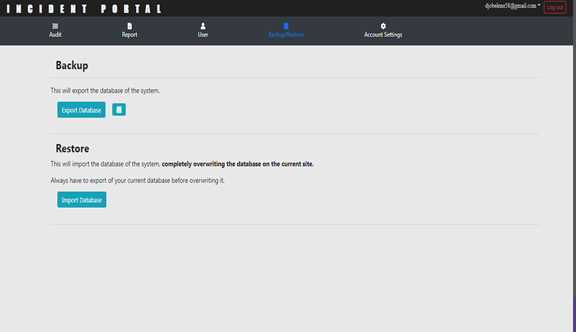 INCIDENT PORTAL
djobelene38@gmail.com
Log out
Audit
Report
User
Backup/Restore
Account Settings
Backup
This will export the database of the system.
Export Database
Restore
This will import the database of the system, completely overwriting the database on the current site.
Always have to export of your current database before overwriting it.
Import Database